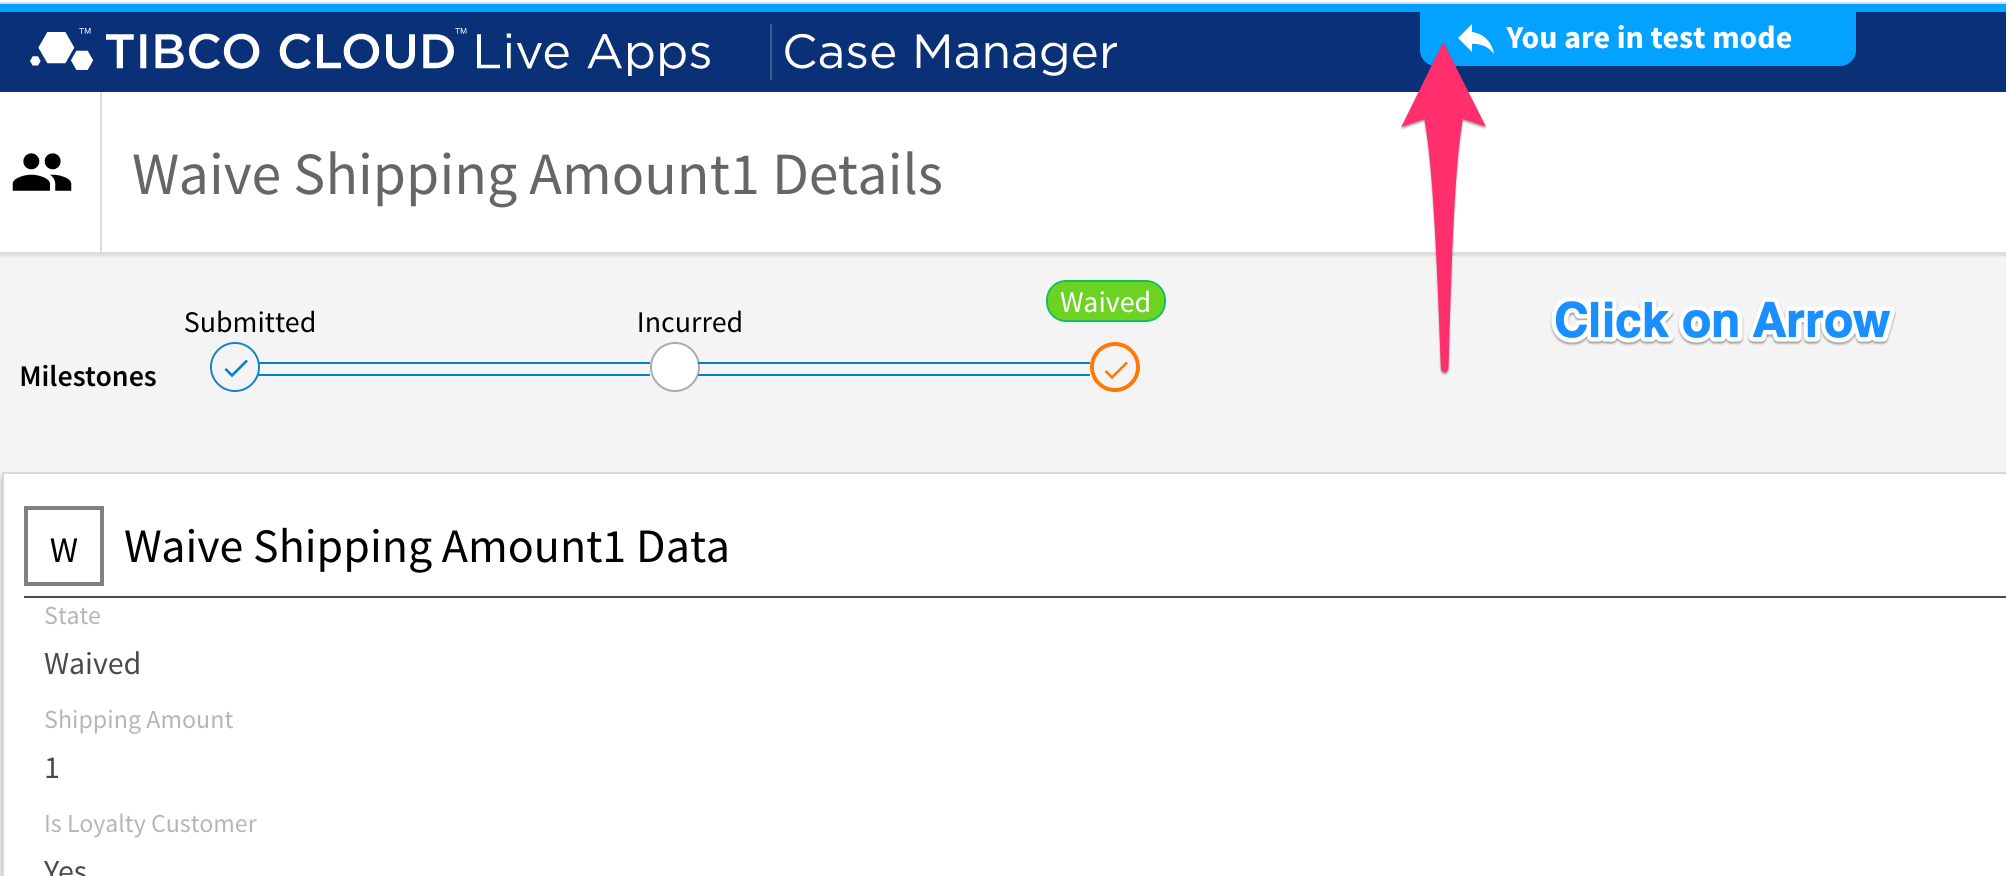 TIBCO CLOUD™ Live Apps Case Manager
You are in test mode
Waive Shipping Amount1 Details
Submitted
Incurred
Waived
Milestones
Click on Arrow
W
Waive Shipping Amount1 Data
State
Waived
Shipping Amount
1
Is Loyalty Customer
Yes